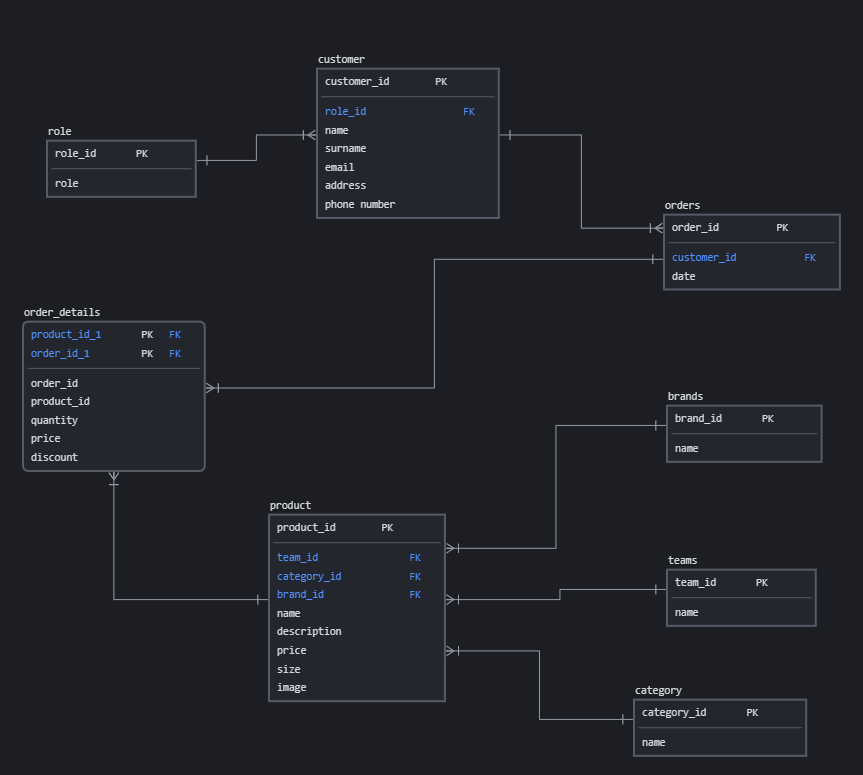 customer
customer_id PK
role_id FK
name
surname
email
address
phone number
role
role_id PK
role
orders
order_id PK
customer_id FK
date
order_details
product_id_1 PK FK
order_id_1 PK FK
order_id
product_id
quantity
price
discount
brands
brand_id PK
name
product
product_id PK
team_id FK
category_id FK
brand_id FK
name
description
price
size
image
teams
team_id PK
name
category
category_id PK
name